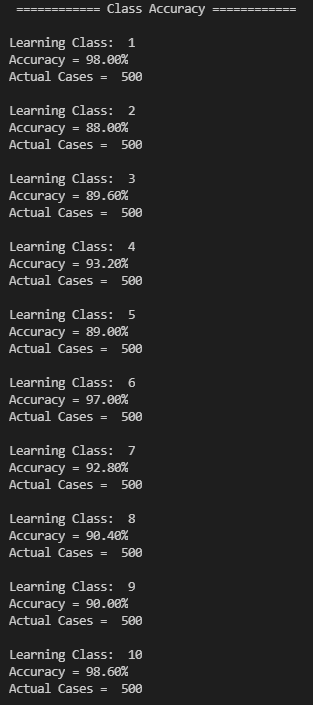 ============ Class Accuracy ============
Learning Class:  1
Accuracy = 98.00%
Actual Cases =  500
Learning Class:  2
Accuracy = 88.00%
Actual Cases =  500
Learning Class:  3
Accuracy = 89.60%
Actual Cases =  500
Learning Class:  4
Accuracy = 93.20%
Actual Cases =  500
Learning Class:  5
Accuracy = 89.00%
Actual Cases =  500
Learning Class:  6
Accuracy = 97.00%
Actual Cases =  500
Learning Class:  7
Accuracy = 92.80%
Actual Cases =  500
Learning Class:  8
Accuracy = 90.40%
Actual Cases =  500
Learning Class:  9
Accuracy = 90.00%
Actual Cases =  500
Learning Class:  10
Accuracy = 98.60%
Actual Cases =  500